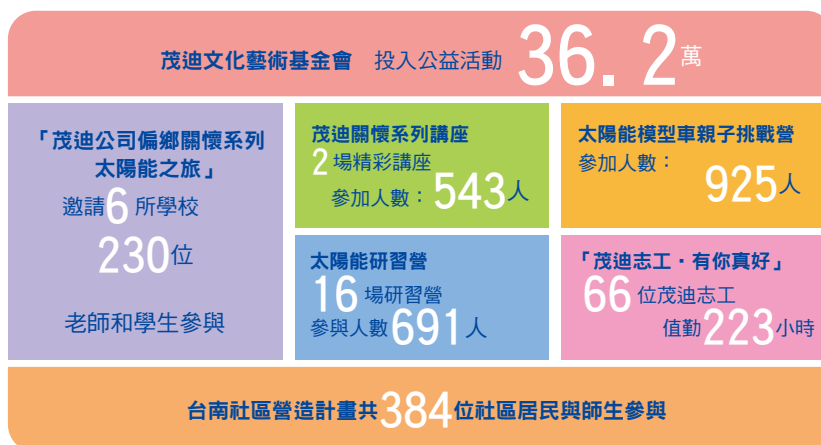 茂迪文化藝術基金會 投入公益活動 36.2萬
「茂迪公司偏鄉關懷系列
太陽能之旅」
邀請6所學校
230位
老師和學生參與
茂迪關懷系列講座
2場精彩講座
參加人數：543人
太陽能模型車親子挑戰營
參加人數：
925人
太陽能研習營
16場研習營
參與人數691人
「茂迪志工·有你真好」
66位茂迪志工
值勤223小時
台南社區營造計畫共384位社區居民與師生參與